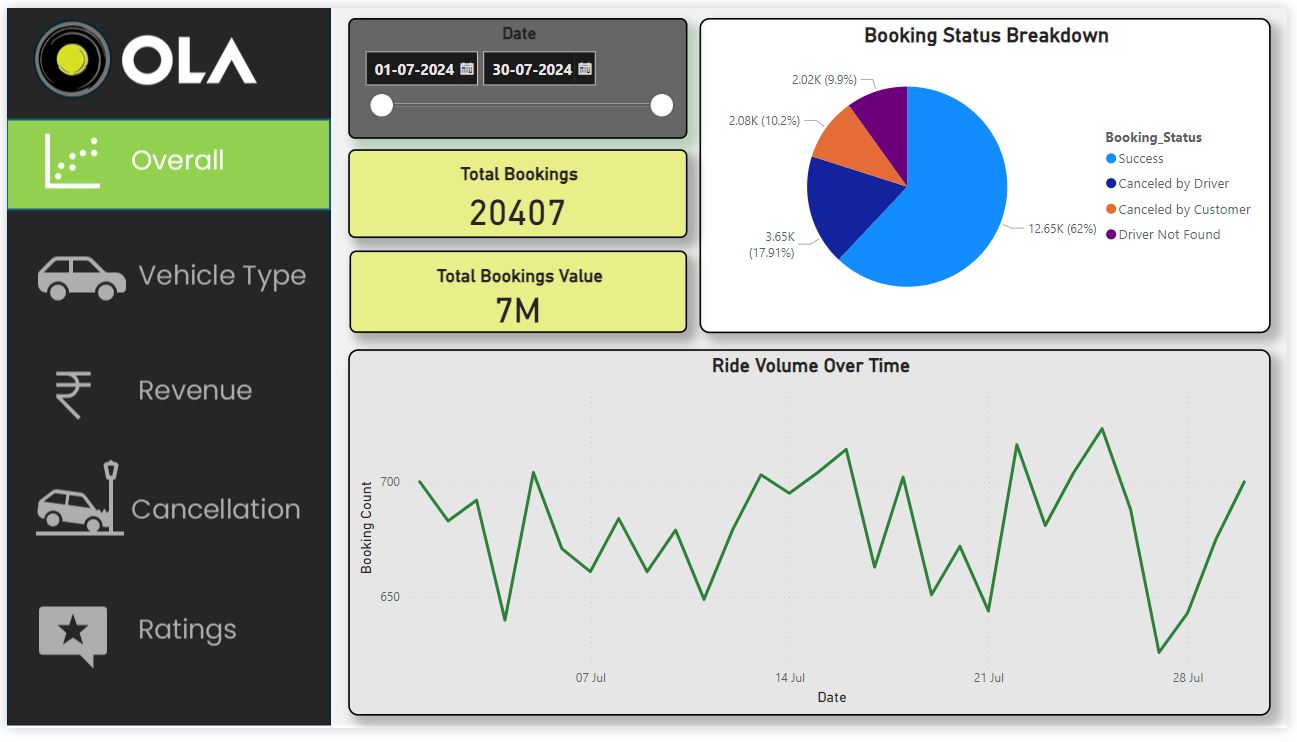 OLA
Overall
Vehicle Type
Revenue
Cancellation
Ratings
Date
01-07-2024 30-07-2024
Total Bookings
20407
Total Bookings Value
7M
Booking Status Breakdown
2.02K (9.9%)
2.08K (10.2%)
3.65K
(17.91%)
12.65K (62%)
Booking_Status
Success
Canceled by Driver
Canceled by Customer
Driver Not Found
Ride Volume Over Time
Booking Count
700
650
07 Jul 14 Jul 21 Jul 28 Jul
Date